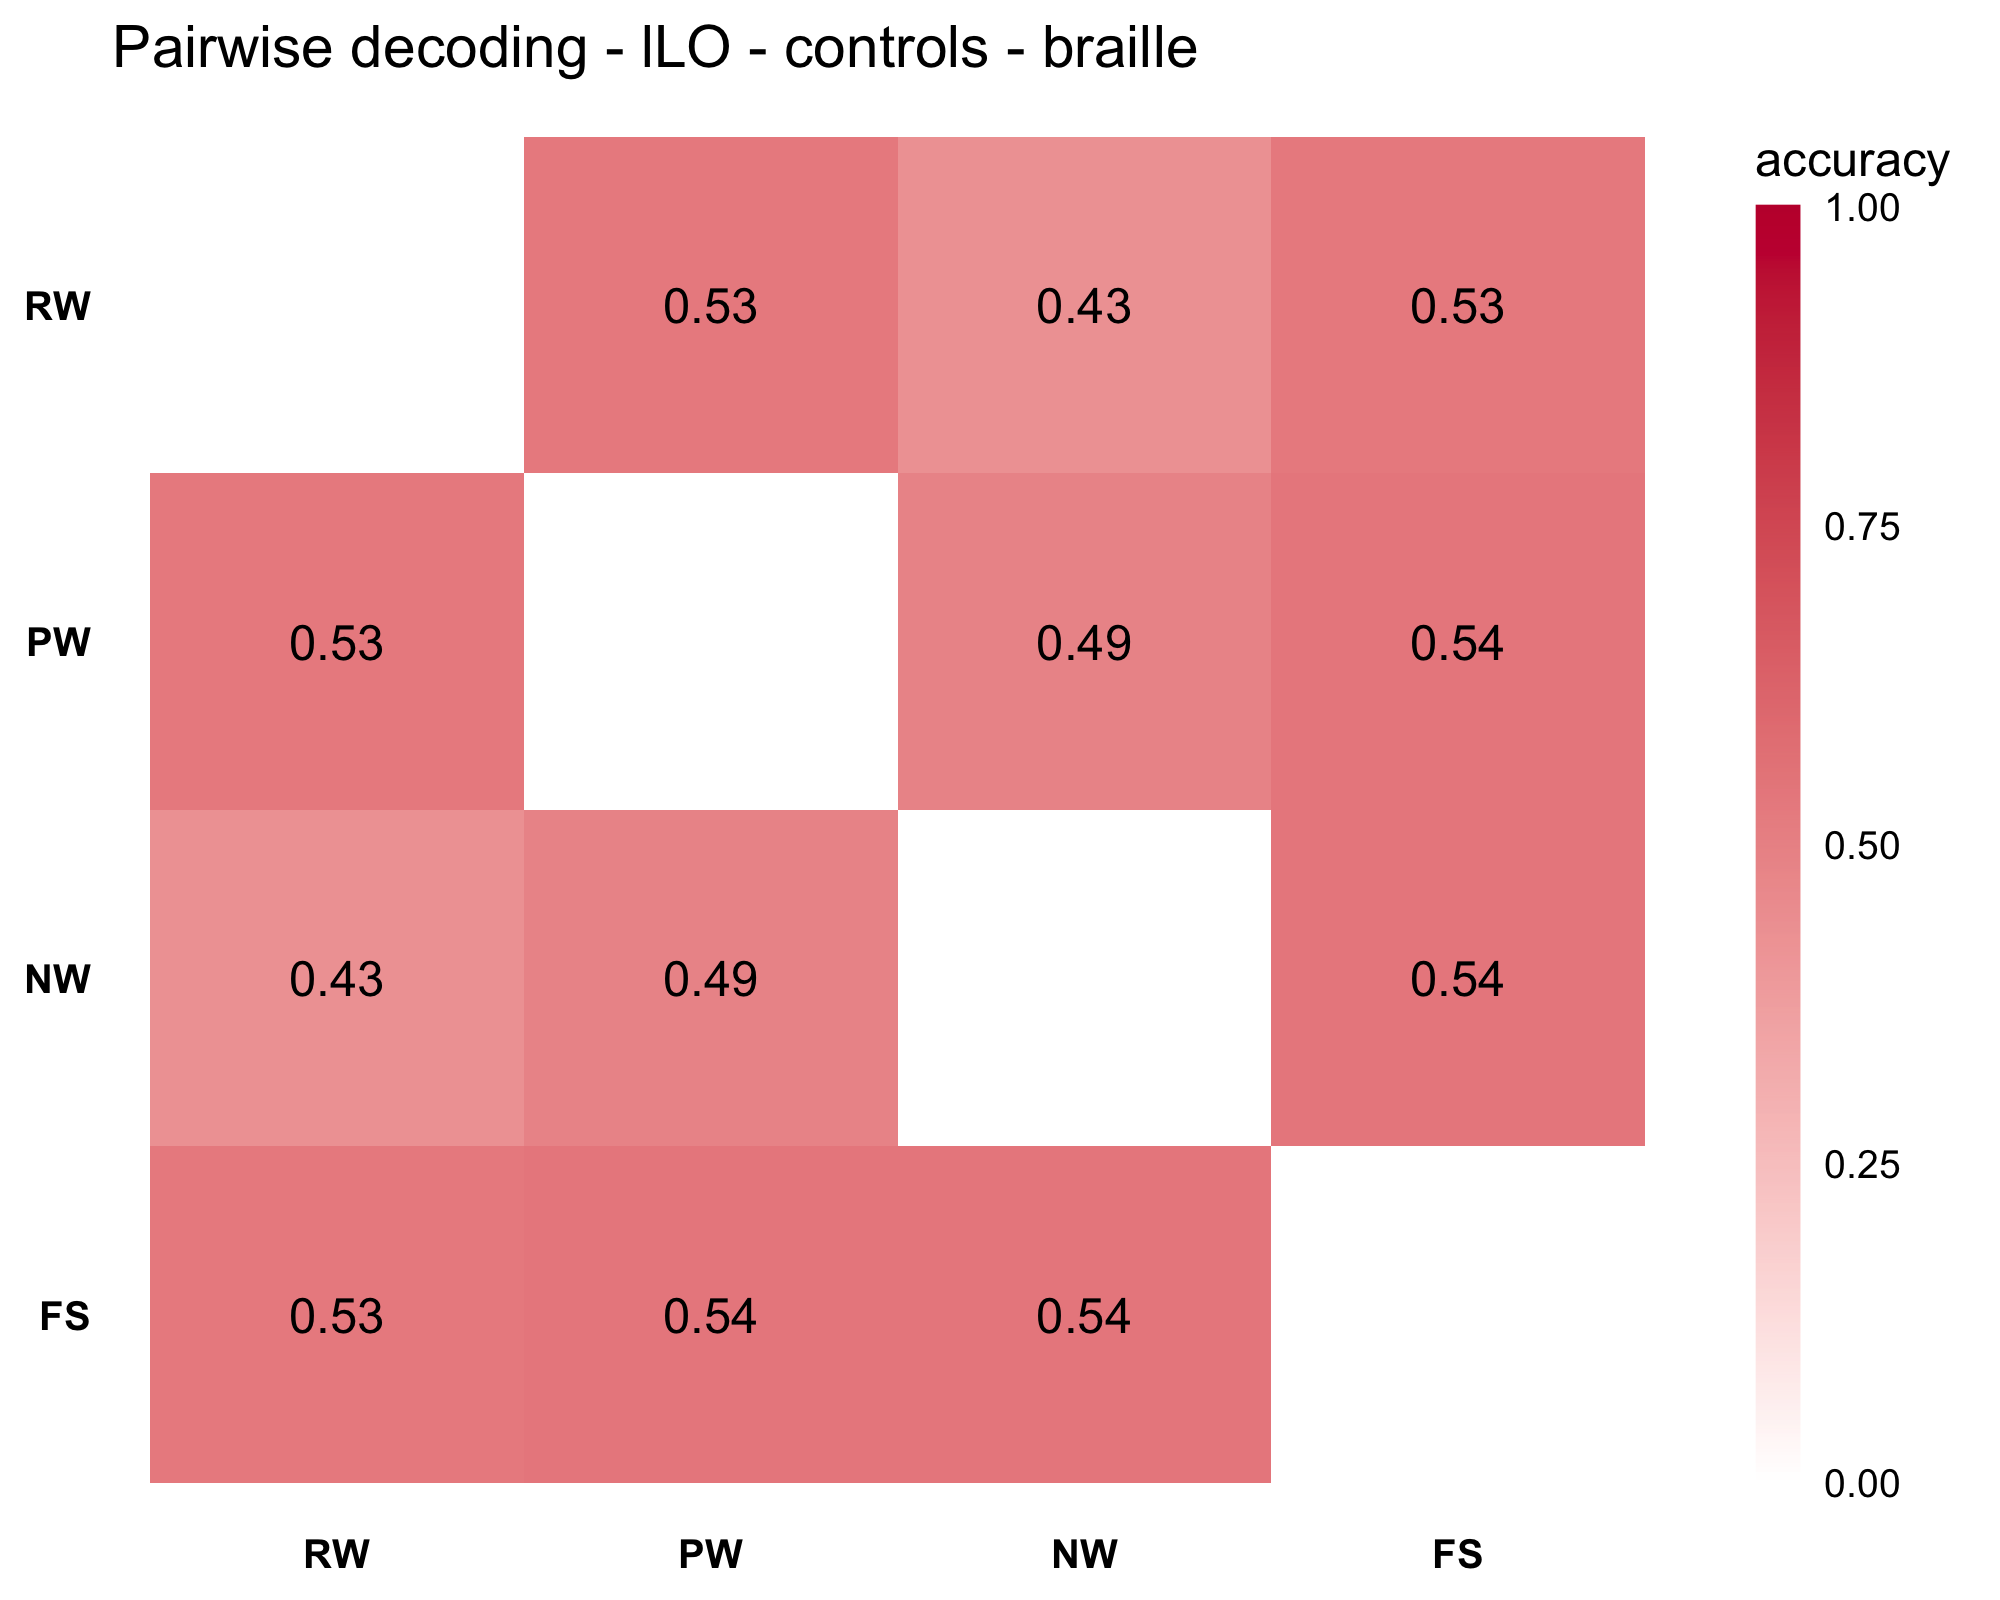 Pairwise decoding - lLO - controls - braille
accuracy
1.00
0.75
0.50
0.25
0.00
RW 0.53 0.43 0.53
PW 0.53 0.49 0.54
NW 0.43 0.49 0.54
FS 0.53 0.54 0.54
RW PW NW FS